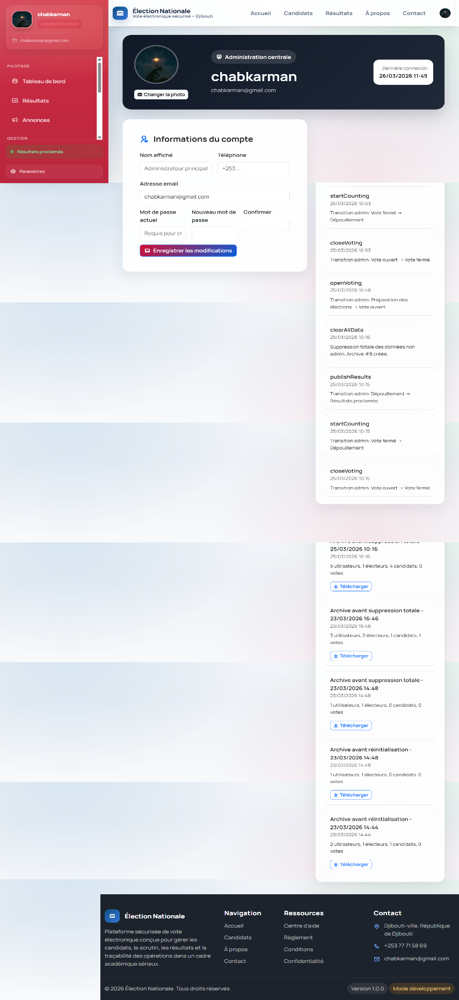 chabkarman
ADMINISTRATEUR
chabkarman@gmail.com
PILOTAGE
Tableau de bord
Résultats
Annonces
GESTION
Résultats proclamés
Paramètres
Élection Nationale
Vote électronique sécurisé • Djibouti
Accueil
Candidats
Résultats
À propos
Contact
Administration centrale
chabkarman
chabkarman@gmail.com
Changer la photo
Dernière connexion
26/03/2026 11:49
Informations du compte
Nom affiché
Téléphone
Administrateur principal
+253 ...
Adresse email
chabkarman@gmail.com
Mot de passe
actuel
Nouveau mot de
passe
Confirmer
Requis pour cl
Enregistrer les modifications
startCounting
25/03/2026 10:53
Transition admin: Vote fermé →
Dépouillement
closeVoting
25/03/2026 10:53
Transition admin: Vote ouvert → Vote fermé
openVoting
25/03/2026 10:48
Transition admin: Préparation des
élections → Vote ouvert
clearAllData
25/03/2026 10:16
Suppression totale des données non
admin. Archive #8 créée.
publishResults
25/03/2026 10:15
Transition admin: Dépouillement →
Résultats proclamés
startCounting
25/03/2026 10:15
Transition admin: Vote fermé →
Dépouillement
closeVoting
25/03/2026 10:15
Transition admin: Vote ouvert → Vote fermé
Archive avant suppression totale -
25/03/2026 10:16
25/03/2026 10:16
5 utilisateurs, 1 électeurs, 4 candidats, 0
votes
Télécharger
Archive avant suppression totale -
23/03/2026 16:46
23/03/2026 16:46
3 utilisateurs, 2 électeurs, 1 candidats, 1
votes
Télécharger
Archive avant suppression totale -
23/03/2026 14:48
23/03/2026 14:48
1 utilisateurs, 1 électeurs, 0 candidats, 0
votes
Télécharger
Archive avant réinitialisation -
23/03/2026 14:48
23/03/2026 14:48
1 utilisateurs, 1 électeurs, 0 candidats, 0
votes
Télécharger
Archive avant réinitialisation -
23/03/2026 14:44
23/03/2026 14:44
2 utilisateurs, 1 électeurs, 1 candidats, 0
votes
Télécharger
Élection Nationale
Plateforme sécurisée de vote
électronique conçue pour gérer les
candidats, le scrutin, les résultats et la
traçabilité des opérations dans un cadre
académique sérieux.
Navigation
Accueil
Candidats
À propos
Contact
Ressources
Centre d'aide
Règlement
Conditions
Confidentialité
Contact
Djibouti-ville, République
de Djibouti
+253 77 71 58 69
chabkarman@gmail.com
© 2026 Élection Nationale. Tous droits réservés.
Version 1.0.0
Mode développement